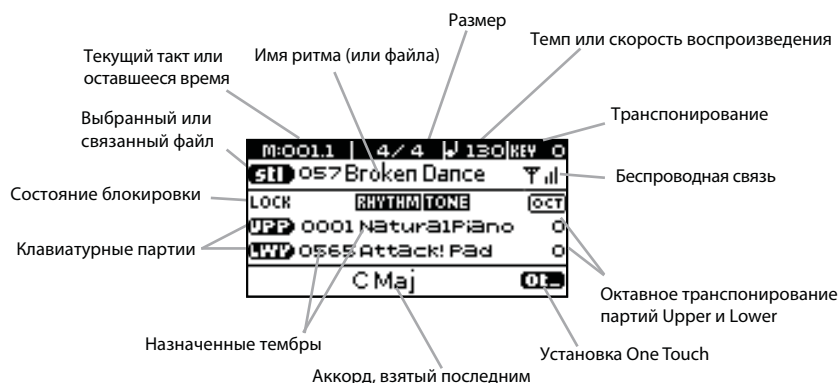 Размер
Темп или скорость воспроизведения
Текущий такт или
оставшееся время
Имя ритма (или файла)
Транспонирование
Выбранный или
связанный файл
M:001.1 | 4/4 ♩130 KEY 0
stl 057 Broken Dance
Беспроводная связь
Состояние блокировки
LOCK RHYTHM TONE OCT
UPP 0001 NaturalPiano 0
Клавиатурные партии
LWR 0565 Attack! Pad 0
C Maj Ot_
Октавное транспонирование
партий Upper и Lower
Назначенные тембры
Установка One Touch
Аккорд, взятый последним